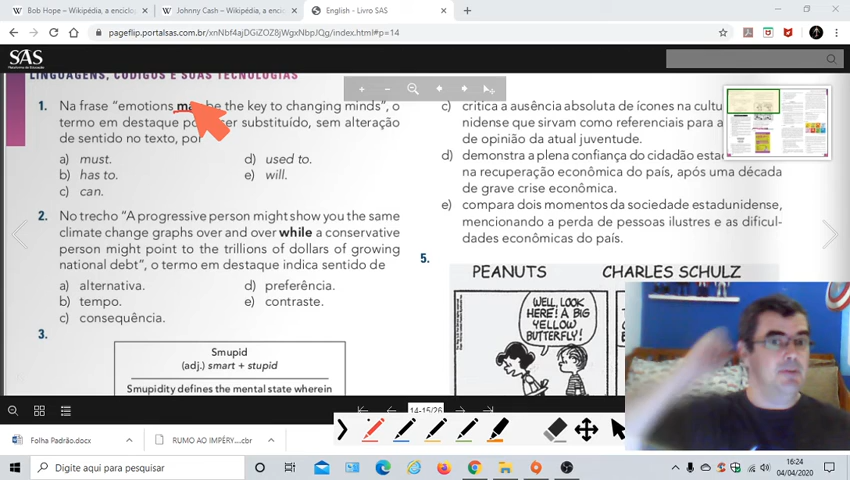 Bob Hope – Wikipédia, a enciclo
Johnny Cash – Wikipédia, a enci
English - Livro SAS
pageflip.portalsas.com.br/xnNbf4ajDGiZOZ8jWgxNbpJQg/index.html#p=14
SAS
Plataforma de Educação
LINGUAGENS, CÓDIGOS E SUAS TECNOLOGIAS
1. Na frase “emotions may be the key to changing minds”, o
termo em destaque ser substituído, sem alteração
de sentido no texto, por
a) must.
b) has to.
c) can.
d) used to.
e) will.
2. No trecho “A progressive person might show you the same
climate change graphs over and over while a conservative
person might point to the trillions of dollars of growing
national debt”, o termo em destaque indica sentido de
a) alternativa.
b) tempo.
c) consequência.
d) preferência.
e) contraste.
3.
Smupid
(adj.) smart + stupid
Smupidity defines the mental state wherein
c) critica a ausência absoluta de ícones na
nidense que sirvam como referenciais para a
de opinião da atual juventude.
d) demonstra a plena confiança do cidadão
na recuperação econômica do país, após uma década
de grave crise econômica.
e) compara dois momentos da sociedade estadunidense,
mencionando a perda de pessoas ilustres e as dificul-
dades econômicas do país.
5.
PEANUTS CHARLES SCHULZ
WELL, LOOK
HERE! A BIG
YELLOW
BUTTERFLY!
14-15/26
Folha Padrão.docx
RUMO AO IMPÉRY....cbr
Digite aqui para pesquisar
16:24
04/04/2020